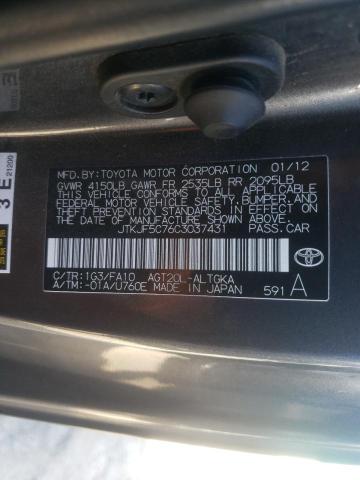 MFD.BY:TOYOTA MOTOR CORPORATION 01/12
GVWR 4150LB GAWR FR 2535LB RR 2095LB
THIS VEHICLE CONFORMS TO ALL APPLICABLE
FEDERAL MOTOR VEHICLE SAFETY, BUMPER, AND
THEFT PREVENTION STANDARDS IN EFFECT ON
THE DATE OF MANUFACTURE SHOWN ABOVE.
JTKJF5C76C3037431 PASS.CAR
C/TR:1G3/FA10 AGT20L-ALTGKA
A/TM:-01A/U760E MADE IN JAPAN 591 A
TOYOTA
3 E
21209